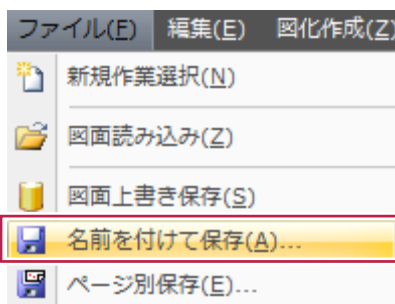 ファイル(F) 編集(E) 図化作成(Z)
新規作業選択(N)
図面読み込み(Z)
図面上書き保存(S)
名前を付けて保存(A)...
ページ別保存(E)...